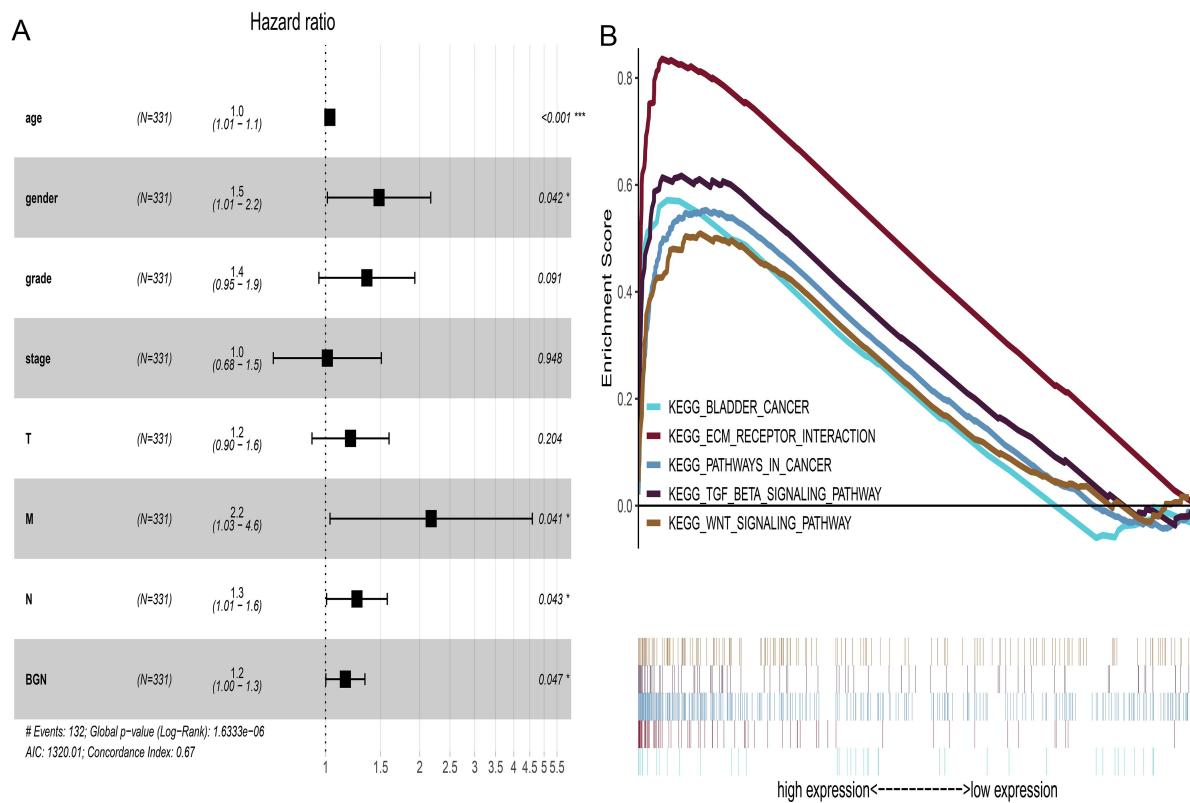 A
Hazard ratio
age (N=331) 1.0 <0.001 ***
(1.01 − 1.1)
gender (N=331) 1.5 0.042 *
(1.01 − 2.2)
grade (N=331) 1.4 0.091
(0.95 − 1.9)
stage (N=331) 1.0 0.948
(0.68 − 1.5)
T (N=331) 1.2 0.204
(0.90 − 1.6)
M (N=331) 2.2 0.041 *
(1.03 − 4.6)
N (N=331) 1.3 0.043 *
(1.01 − 1.6)
BGN (N=331) 1.2 0.047 *
(1.00 − 1.3)
# Events: 132; Global p−value (Log−Rank): 1.6333e−06
AIC: 1320.01; Concordance Index: 0.67
1 1.5 2 2.5 3 3.5 4 4.5 5 5.5
B
Enrichment Score
0.8
0.6
0.4
0.2
0.0
KEGG_BLADDER_CANCER
KEGG_ECM_RECEPTOR_INTERACTION
KEGG_PATHWAYS_IN_CANCER
KEGG_TGF_BETA_SIGNALING_PATHWAY
KEGG_WNT_SIGNALING_PATHWAY
high expression<----------->low expression